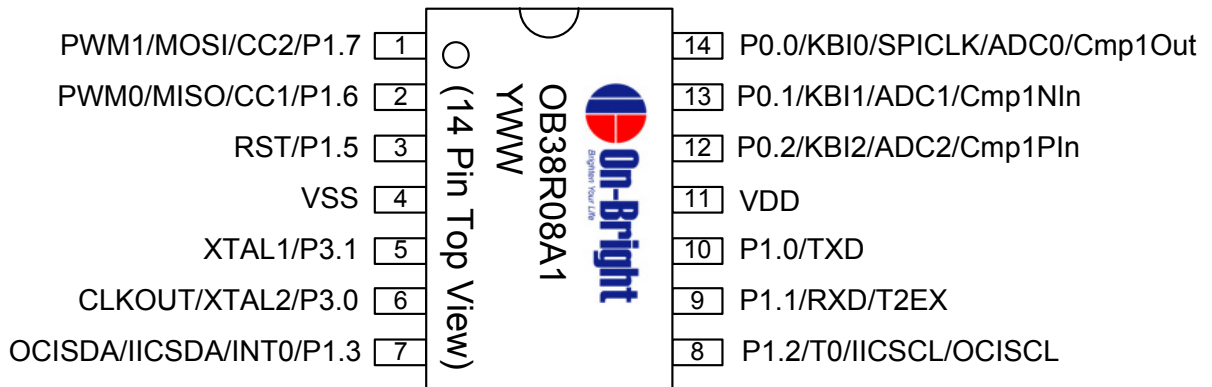 PWM1/MOSI/CC2/P1.7 1
PWM0/MISO/CC1/P1.6 2
RST/P1.5 3
VSS 4
XTAL1/P3.1 5
CLKOUT/XTAL2/P3.0 6
OCISDA/IICSDA/INT0/P1.3 7
(14 Pin Top View)
YWW
OB38R08A1
On-Bright
Brighten Your Life
14 P0.0/KBI0/SPICLK/ADC0/Cmp1Out
13 P0.1/KBI1/ADC1/Cmp1NIn
12 P0.2/KBI2/ADC2/Cmp1PIn
11 VDD
10 P1.0/TXD
9 P1.1/RXD/T2EX
8 P1.2/T0/IICSCL/OCISCL